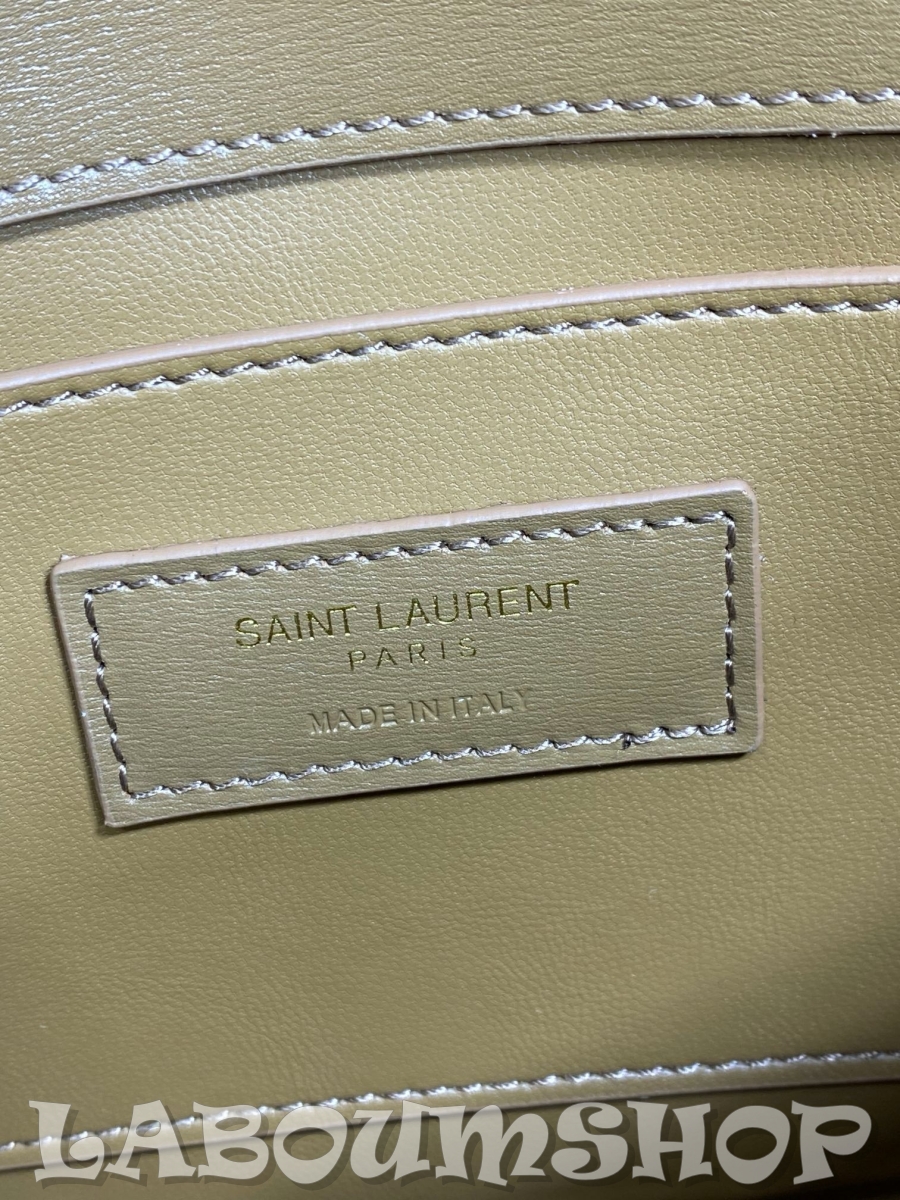 SAINT LAURENT
PARIS
MADE IN ITALY
LABOUMSHOP